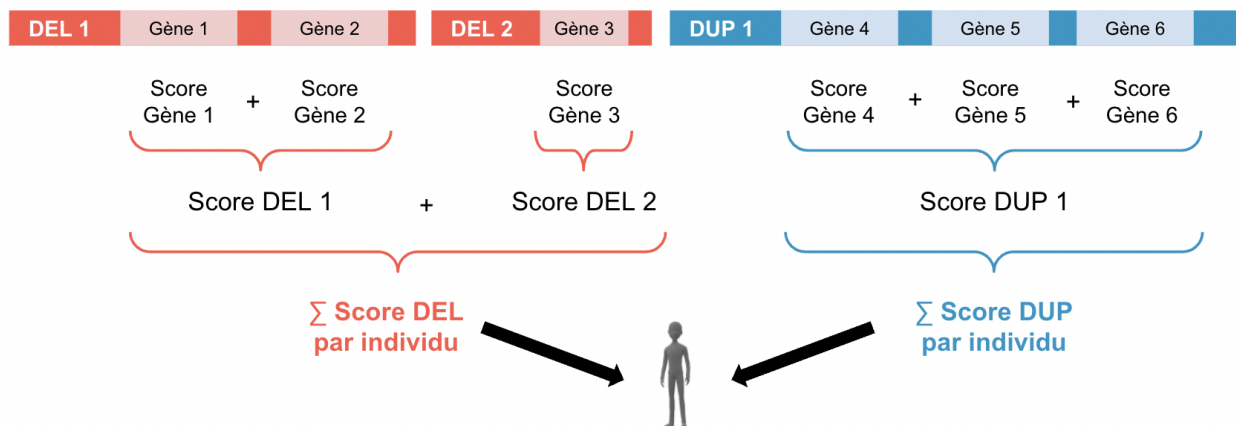 DEL 1 Gène 1 Gène 2 DEL 2 Gène 3 DUP 1 Gène 4 Gène 5 Gène 6
Score Gène 1 + Score Gène 2 Score Gène 3 Score Gène 4 + Score Gène 5 + Score Gène 6
Score DEL 1 + Score DEL 2 Score DUP 1
∑ Score DEL par individu
∑ Score DUP par individu